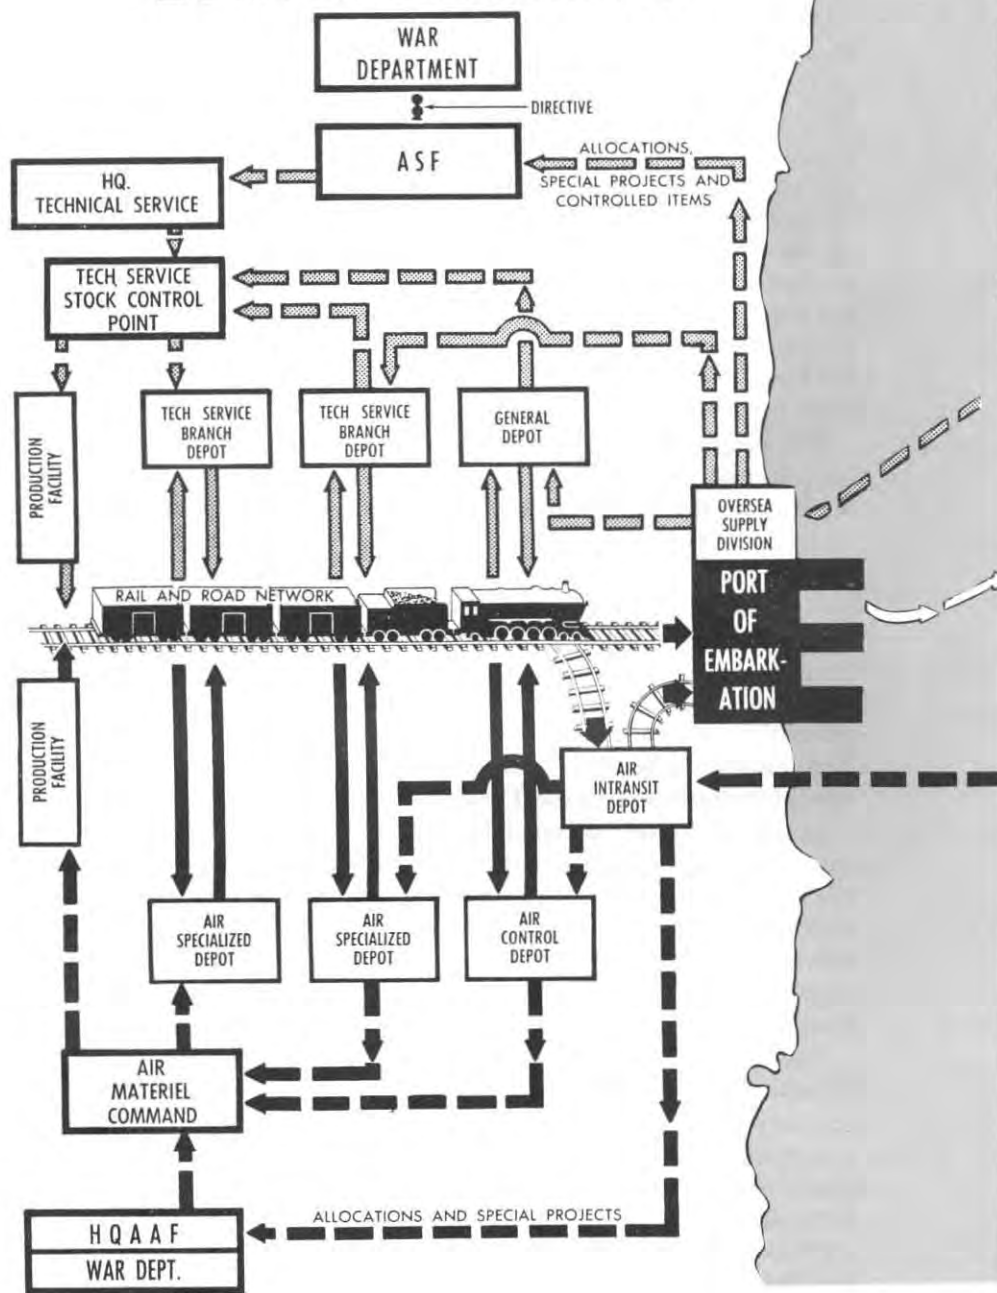 WAR
DEPARTMENT
DIRECTIVE
ASF
ALLOCATIONS,
SPECIAL PROJECTS AND
CONTROLLED ITEMS
HQ.
TECHNICAL SERVICE
TECH SERVICE
STOCK CONTROL
POINT
PRODUCTION
FACILITY
TECH SERVICE
BRANCH
DEPOT
TECH SERVICE
BRANCH
DEPOT
GENERAL
DEPOT
OVERSEA
SUPPLY
DIVISION
PORT
OF
EMBARK-
ATION
RAIL AND ROAD NETWORK
PRODUCTION
FACILITY
AIR
INTRANSIT
DEPOT
AIR
SPECIALIZED
DEPOT
AIR
SPECIALIZED
DEPOT
AIR
CONTROL
DEPOT
AIR
MATERIEL
COMMAND
ALLOCATIONS AND SPECIAL PROJECTS
HQAAF
WAR DEPT.